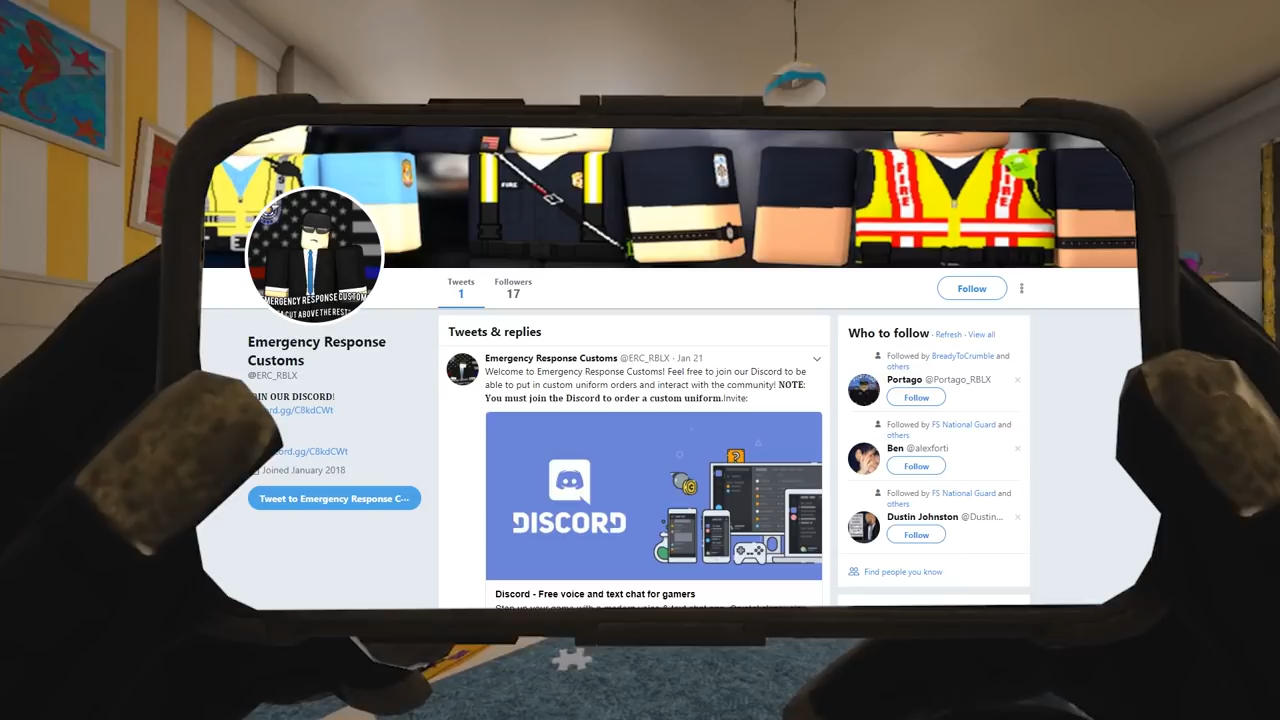 FIRE
FIRE
FIRE
EMERGENCY RESPONSE CUSTOM
A CUT ABOVE THE REST
Tweets
1
Followers
17
Follow
Emergency Response
Customs
@ERC_RBLX
OIN OUR DISCORD!
ord.gg/C8kdCWt
ord.gg/C8kdCWt
Joined January 2018
Tweet to Emergency Response C···
Tweets & replies
Emergency Response Customs @ERC_RBLX · Jan 21
Welcome to Emergency Response Customs! Feel free to join our Discord to be
able to put in custom uniform orders and interact with the community! NOTE:
You must join the Discord to order a custom uniform.Invite:
DISCORD
Discord - Free voice and text chat for gamers
Who to follow · Refresh · View all
Followed by BreadyToCrumble and
others
Portago @Portago_RBLX
Follow
Followed by FS National Guard and
others
Ben @alexforti
Follow
Followed by FS National Guard and
others
Dustin Johnston @Dustin...
Follow
Find people you know